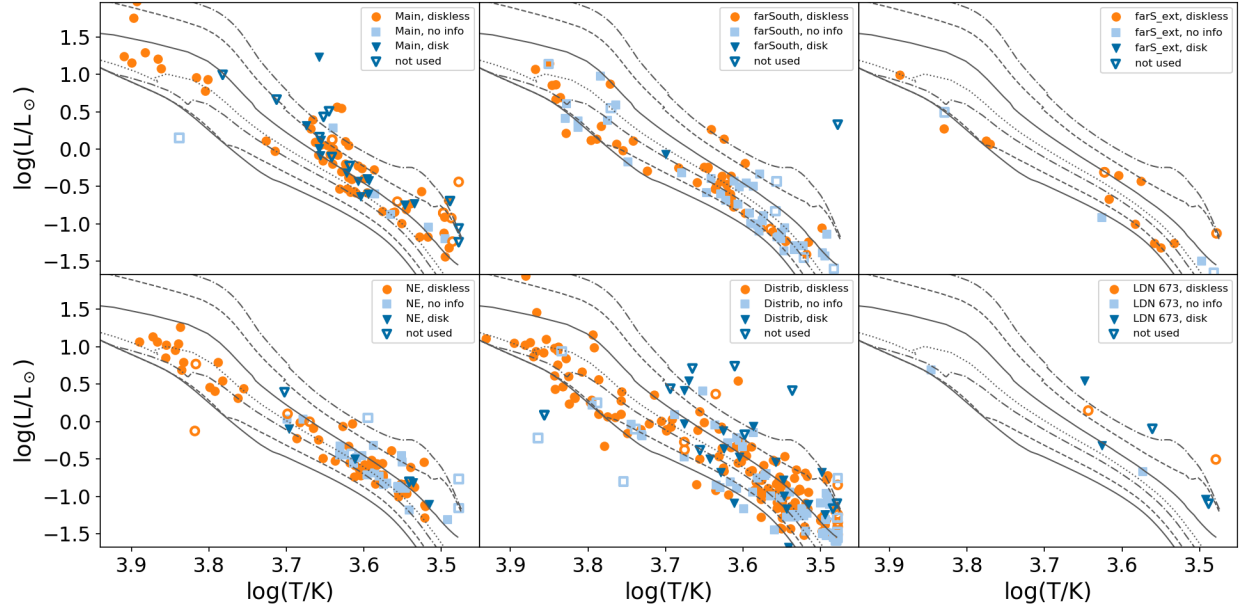 1.5
1.0
0.5
0.0
−0.5
−1.0
−1.5
log(L/L⊙)
Main, diskless
Main, no info
Main, disk
not used
farSouth, diskless
farSouth, no info
farSouth, disk
not used
farS_ext, diskless
farS_ext, no info
farS_ext, disk
not used
1.5
1.0
0.5
0.0
−0.5
−1.0
−1.5
log(L/L⊙)
NE, diskless
NE, no info
NE, disk
not used
Distrib, diskless
Distrib, no info
Distrib, disk
not used
LDN 673, diskless
LDN 673, no info
LDN 673, disk
not used
3.9 3.8 3.7 3.6 3.5
3.9 3.8 3.7 3.6 3.5
3.9 3.8 3.7 3.6 3.5
log(T/K)
log(T/K)
log(T/K)